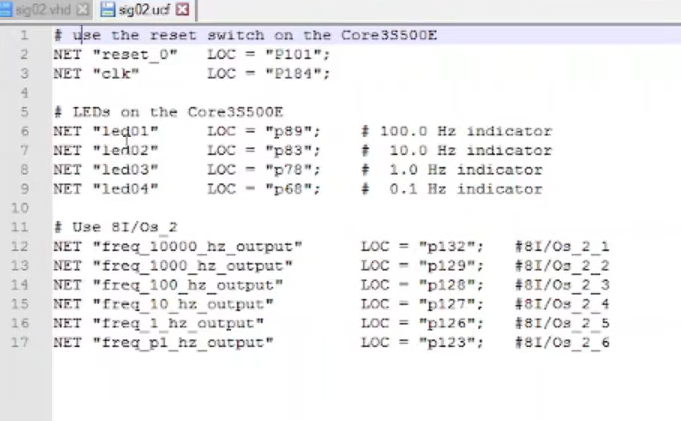 sig02.vhd sig02.ucf
1 # use the reset switch on the Core3S500E
2 NET "reset_0" LOC = "P101";
3 NET "clk" LOC = "P184";
4
5 # LEDs on the Core3S500E
6 NET "led01" LOC = "p89"; # 100.0 Hz indicator
7 NET "led02" LOC = "p83"; # 10.0 Hz indicator
8 NET "led03" LOC = "p78"; # 1.0 Hz indicator
9 NET "led04" LOC = "p68"; # 0.1 Hz indicator
10
11 # Use 8I/Os_2
12 NET "freq_10000_hz_output" LOC = "p132"; #8I/Os_2_1
13 NET "freq_1000_hz_output" LOC = "p129"; #8I/Os_2_2
14 NET "freq_100_hz_output" LOC = "p128"; #8I/Os_2_3
15 NET "freq_10_hz_output" LOC = "p127"; #8I/Os_2_4
16 NET "freq_1_hz_output" LOC = "p126"; #8I/Os_2_5
17 NET "freq_p1_hz_output" LOC = "p123"; #8I/Os_2_6